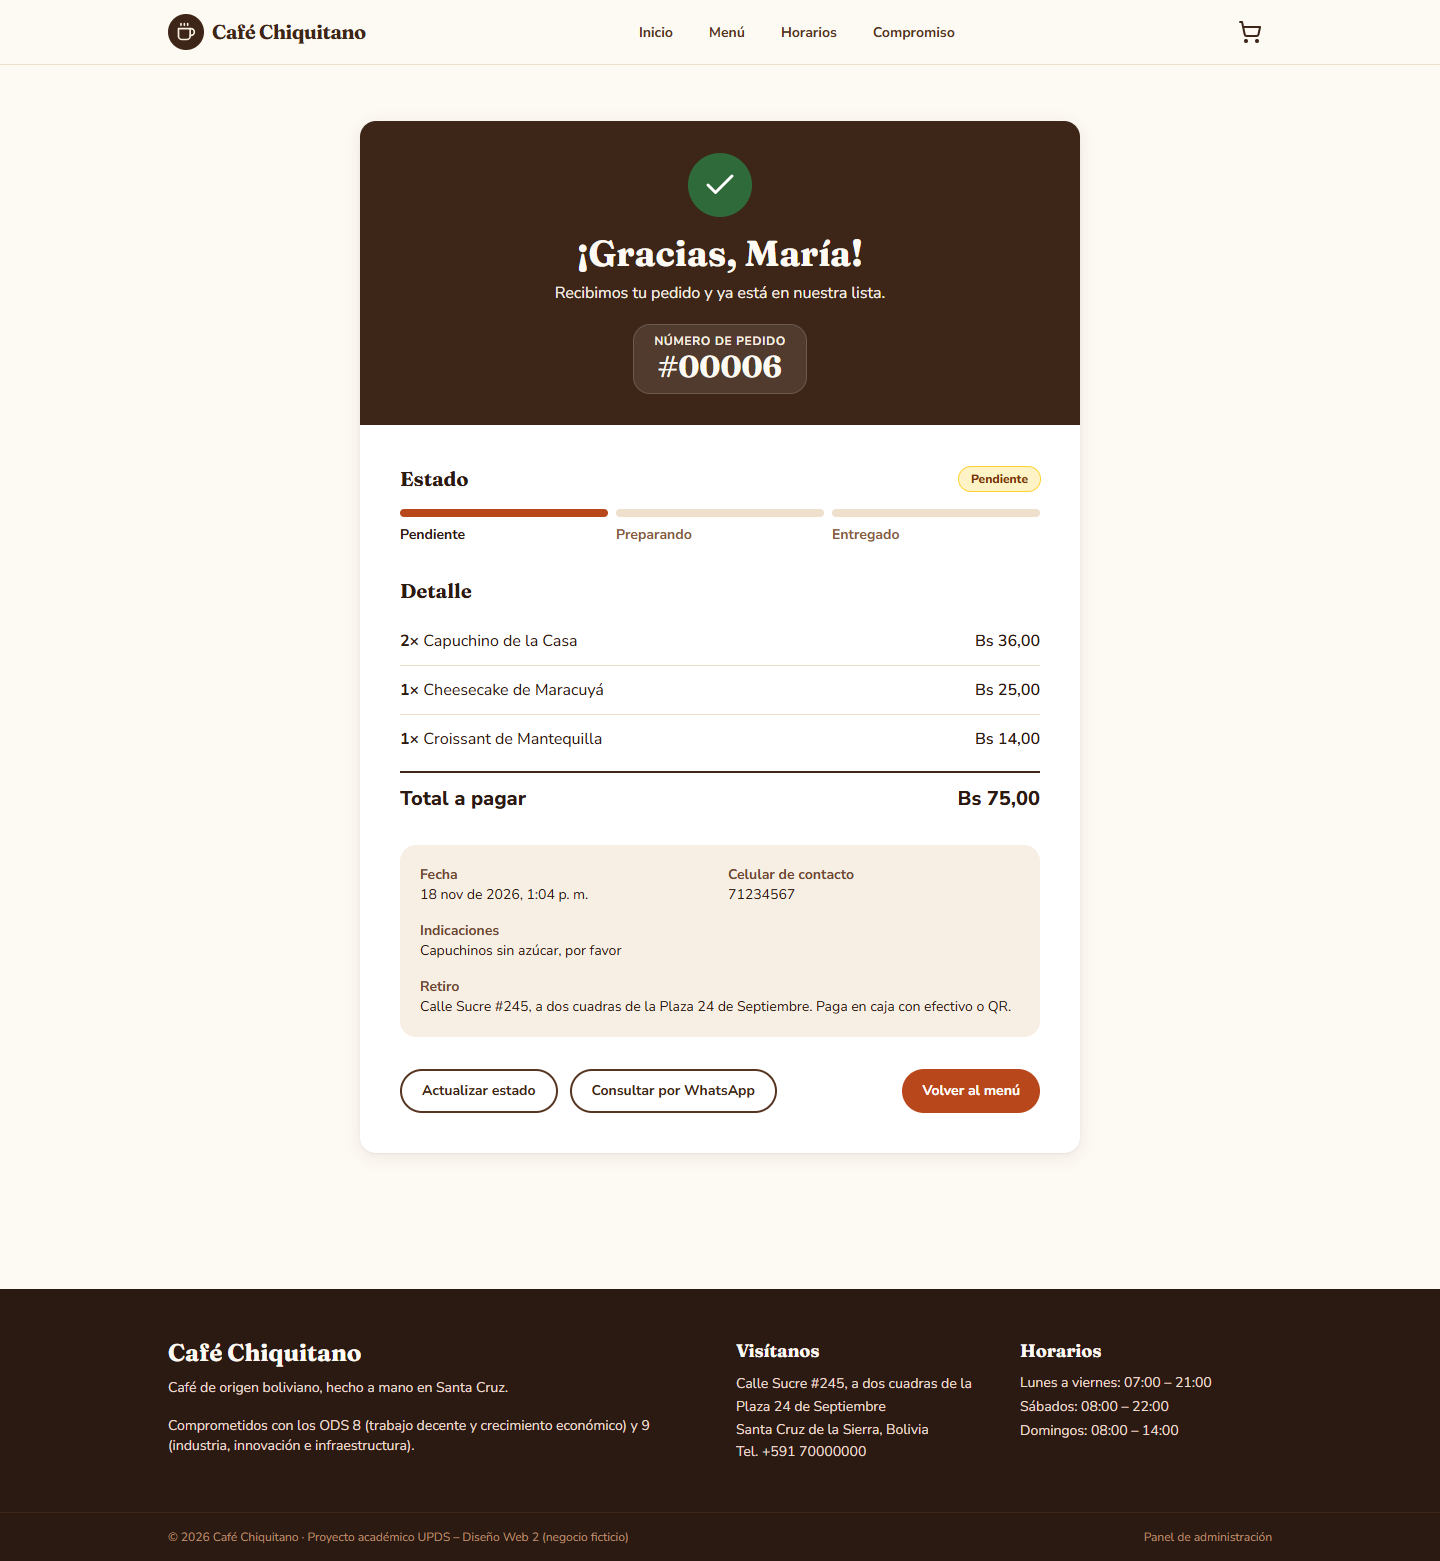 Café Chiquitano
Inicio Menú Horarios Compromiso
¡Gracias, María!
Recibimos tu pedido y ya está en nuestra lista.
NÚMERO DE PEDIDO
#00006
Estado Pendiente
Pendiente Preparando Entregado
Detalle
2× Capuchino de la Casa Bs 36,00
1× Cheesecake de Maracuyá Bs 25,00
1× Croissant de Mantequilla Bs 14,00
Total a pagar Bs 75,00
Fecha Celular de contacto
18 nov de 2026, 1:04 p. m. 71234567
Indicaciones
Capuchinos sin azúcar, por favor
Retiro
Calle Sucre #245, a dos cuadras de la Plaza 24 de Septiembre. Paga en caja con efectivo o QR.
Actualizar estado Consultar por WhatsApp Volver al menú
Café Chiquitano
Café de origen boliviano, hecho a mano en Santa Cruz.
Comprometidos con los ODS 8 (trabajo decente y crecimiento económico) y 9
(industria, innovación e infraestructura).
Visítanos
Calle Sucre #245, a dos cuadras de la
Plaza 24 de Septiembre
Santa Cruz de la Sierra, Bolivia
Tel. +591 70000000
Horarios
Lunes a viernes: 07:00 – 21:00
Sábados: 08:00 – 22:00
Domingos: 08:00 – 14:00
© 2026 Café Chiquitano · Proyecto académico UPDS – Diseño Web 2 (negocio ficticio)
Panel de administración